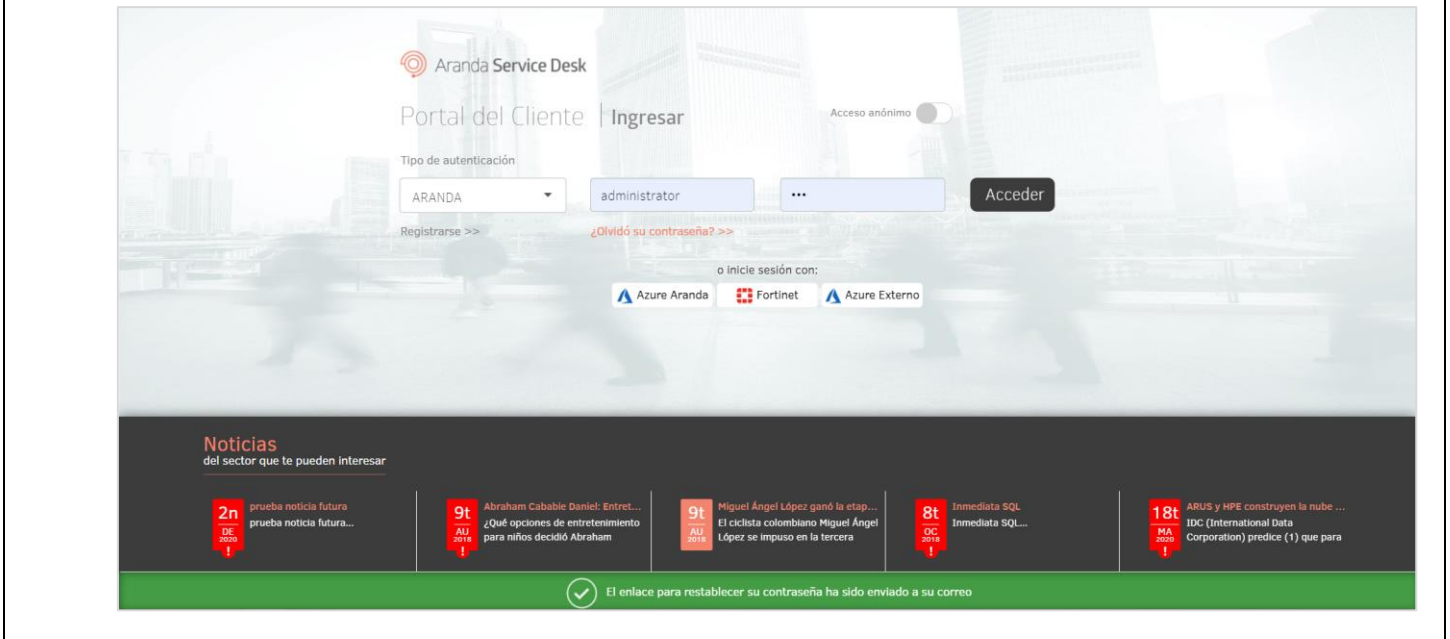 Aranda Service Desk
Portal del Cliente | Ingresar
Acceso anónimo
Tipo de autenticación
ARANDA
administrator
•••
Acceder
Registrarse >>
¿Olvidó su contraseña? >>
o inicie sesión con:
Azure Aranda
Fortinet
Azure Externo
Noticias
del sector que te pueden interesar
2n
DE
2020
!
prueba noticia futura
prueba noticia futura...
9t
AU
2018
!
Abraham Cababie Daniel: Entret...
¿Qué opciones de entretenimiento
para niños decidió Abraham
9t
AU
2018
Miguel Ángel López ganó la etap...
El ciclista colombiano Miguel Ángel
López se impuso en la tercera
8t
OC
2018
!
Inmediata SQL
Inmediata SQL...
18t
MA
2020
!
ARUS y HPE construyen la nube ...
IDC (International Data
Corporation) predice (1) que para
El enlace para restablecer su contraseña ha sido enviado a su correo